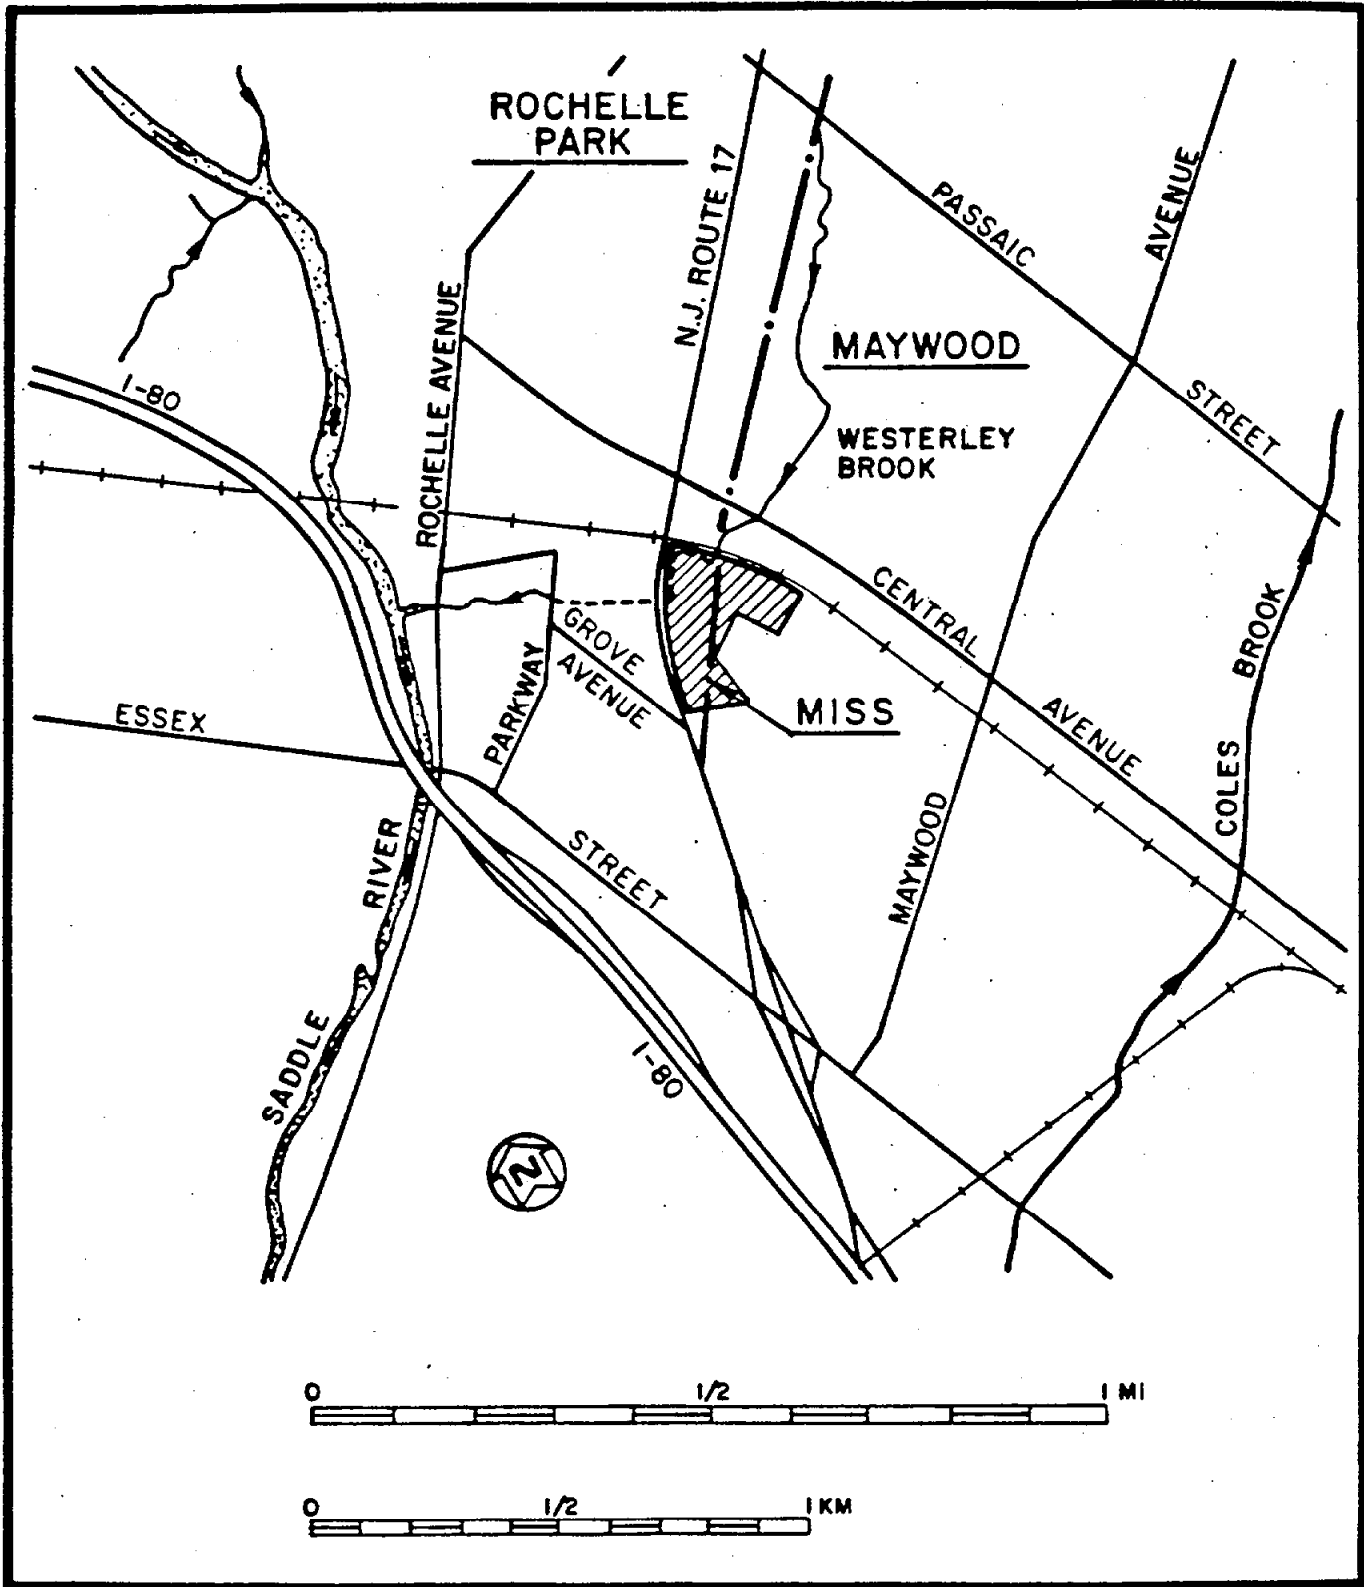 ROCHELLE
PARK
N.J. ROUTE 17
PASSAIC
AVENUE
ROCHELLE AVENUE
MAYWOOD
I-80
STREET
WESTERLEY
BROOK
CENTRAL
BROOK
GROVE
AVENUE
PARKWAY
ESSEX
MISS
AVENUE
COLES
MAYWOOD
RIVER
STREET
SADDLE
I-80
N
0 1/2 1 MI
0 1/2 1 KM